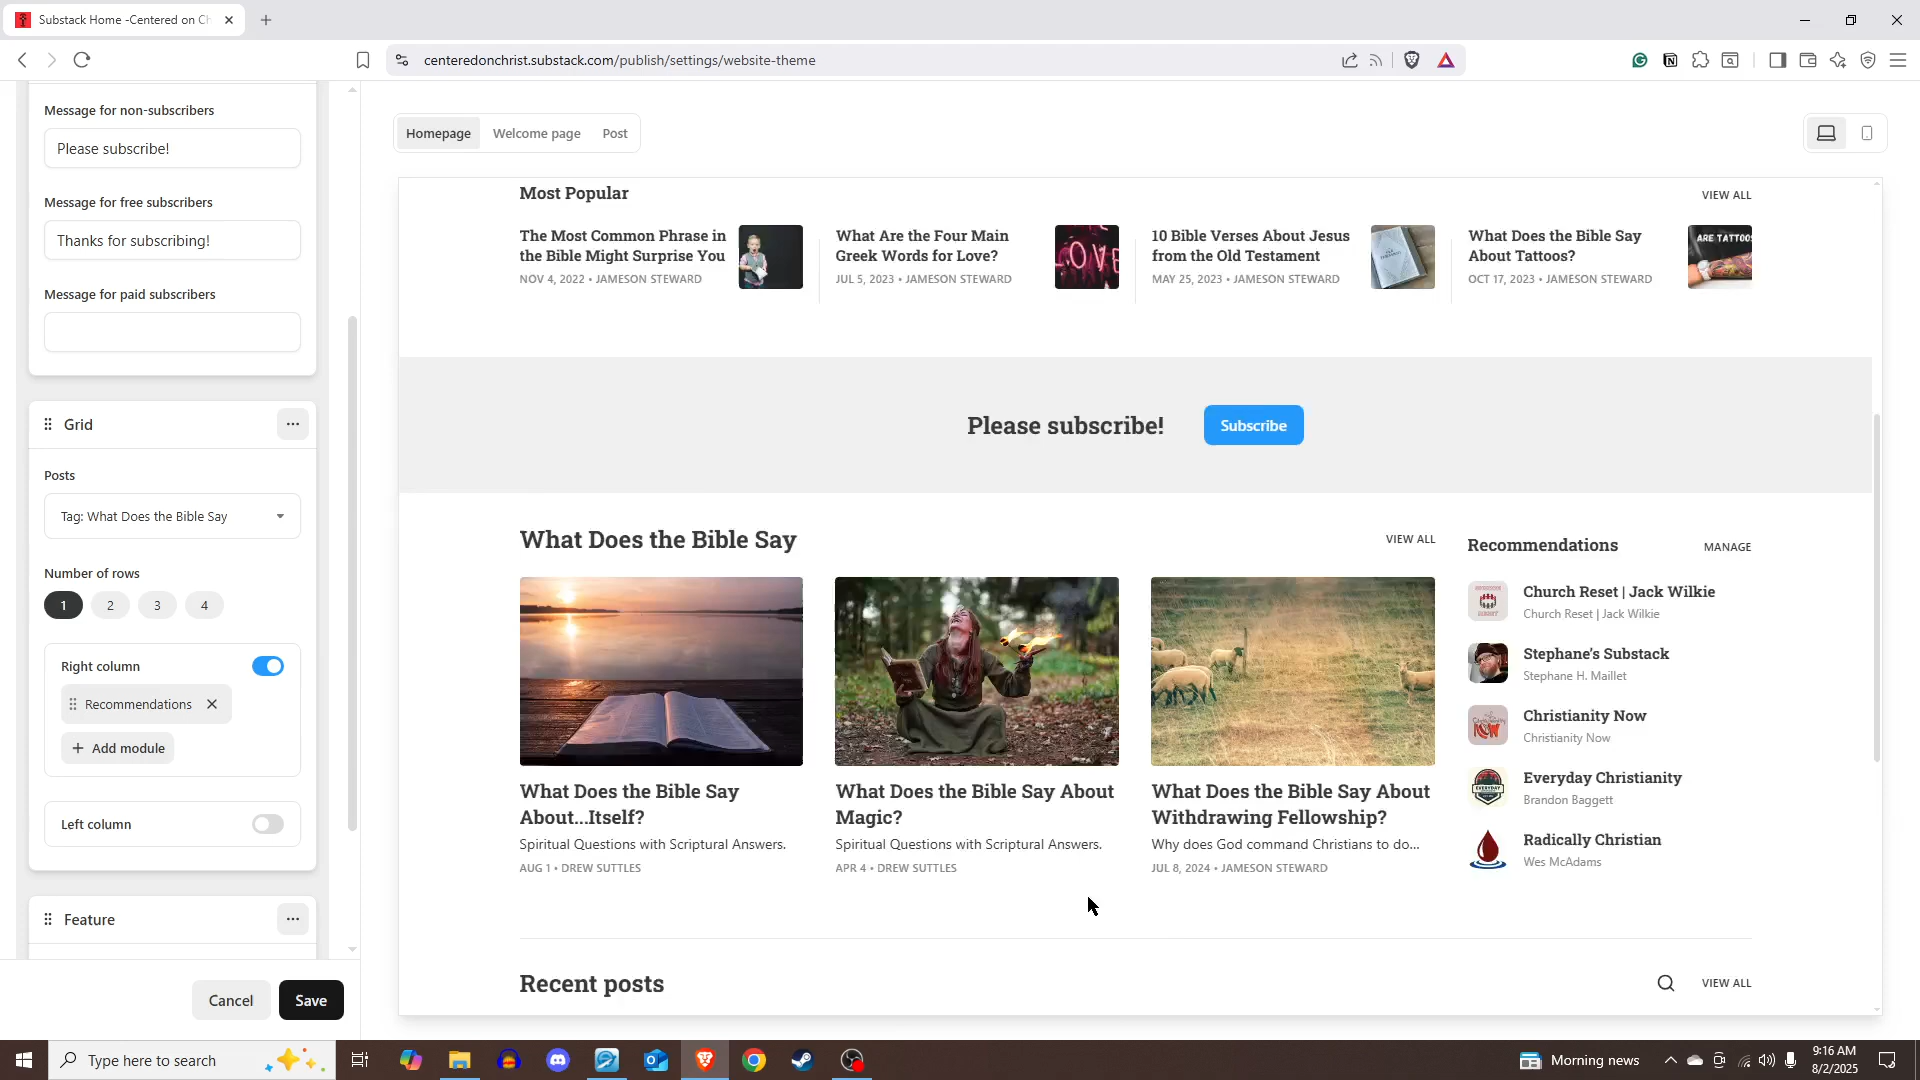 Substack Home -Centered on Ch
centeredonchrist.substack.com/publish/settings/website-theme
Message for non-subscribers
Please subscribe!
Message for free subscribers
Thanks for subscribing!
Message for paid subscribers
Grid
Posts
Tag: What Does the Bible Say
Number of rows
1 2 3 4
Right column
Recommendations
Add module
Left column
Feature
Cancel Save
Homepage Welcome page Post
Most Popular VIEW ALL
The Most Common Phrase in
the Bible Might Surprise You
NOV 4, 2022 • JAMESON STEWARD
What Are the Four Main
Greek Words for Love?
JUL 5, 2023 • JAMESON STEWARD
10 Bible Verses About Jesus
from the Old Testament
MAY 25, 2023 • JAMESON STEWARD
What Does the Bible Say
About Tattoos?
OCT 17, 2023 • JAMESON STEWARD
ARE TATTOOS
Please subscribe! Subscribe
What Does the Bible Say VIEW ALL
What Does the Bible Say
About...Itself?
Spiritual Questions with Scriptural Answers.
AUG 1 • DREW SUTTLES
What Does the Bible Say About
Magic?
Spiritual Questions with Scriptural Answers.
APR 4 • DREW SUTTLES
What Does the Bible Say About
Withdrawing Fellowship?
Why does God command Christians to do...
JUL 8, 2024 • JAMESON STEWARD
Recommendations MANAGE
Church Reset | Jack Wilkie
Church Reset | Jack Wilkie
Stephane's Substack
Stephane H. Maillet
Christianity Now
Christianity Now
Everyday Christianity
Brandon Baggett
Radically Christian
Wes McAdams
Recent posts VIEW ALL
Type here to search
Morning news
9:16 AM
8/2/2025